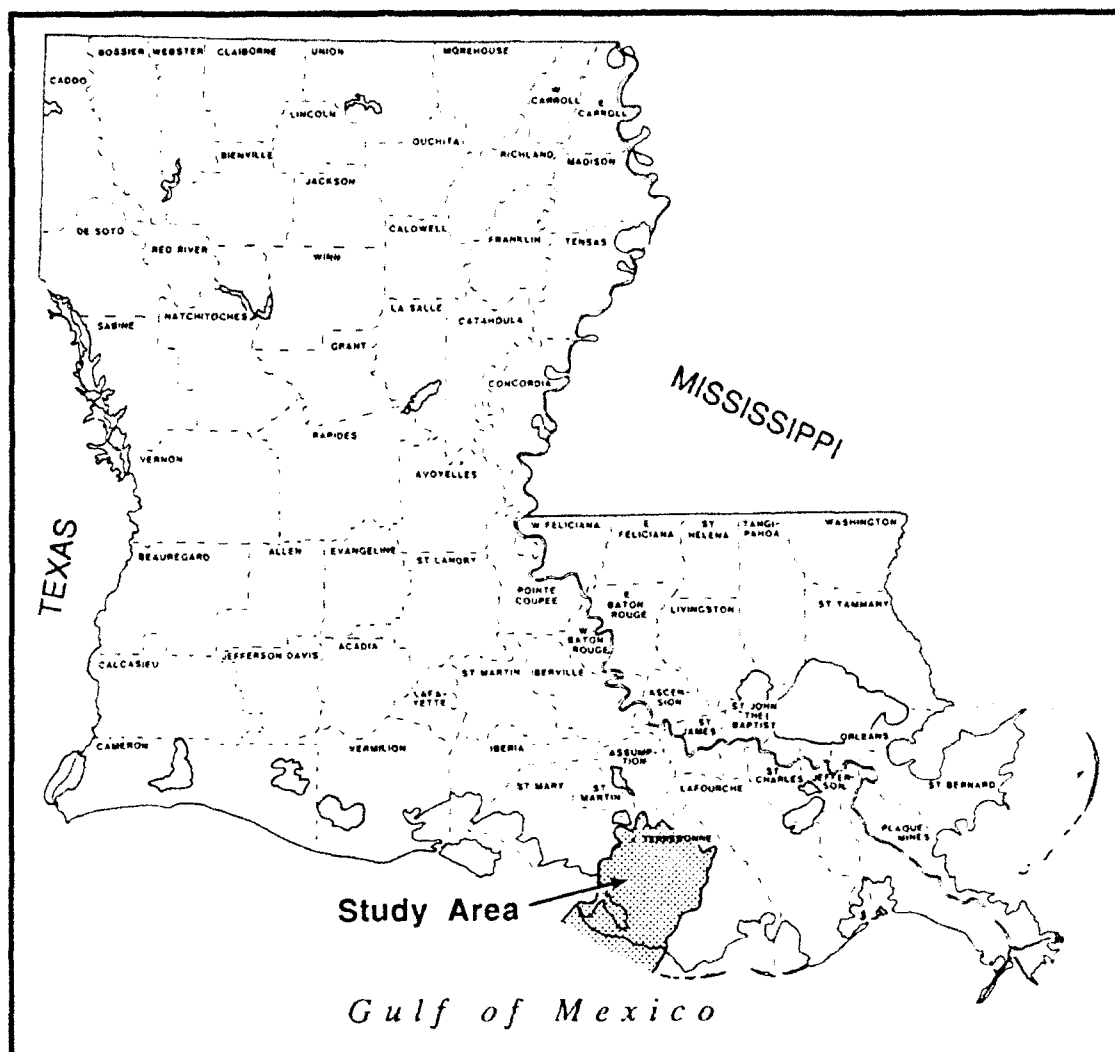 BOSSIER WEBSTER CLAIBORNE UNION MOREHOUSE
CADDO
W
CARROLL
E
CARROLL
LINCOLN
OUCHITA
BIENVILLE
RICHLAND
MADISON
JACKSON
DE SOTO
CALDWELL
FRANKLIN
TENSAS
RED RIVER
WINN
LA SALLE
SABINE
NATCHITOCHES
CATAHOULA
GRANT
CONCORDIA
MISSISSIPPI
RAPIDES
VERNON
AVOYELLES
TEXAS
W FELICIANA
E
FELICIANA
ST
HELENA
TANGI-
PAHOA
WASHINGTON
BEAUREGARD
ALLEN
EVANGELINE
ST LANDRY
POINTE
COUPEE
E
BATON
ROUGE
LIVINGSTON
ST TAMMANY
W
BATON
ROUGE
CALCASIEU
JEFFERSON DAVIS
ACADIA
ST MARTIN
IBERVILLE
LAFA-
YETTE
ASCEN-
SION
ST
JAMES
ST JOHN
THE
BAPTIST
ORLEANS
CAMERON
VERMILION
IBERIA
ASSUMP-
TION
ST MARY
ST
MARTIN
LAFOURCHE
ST
CHARLES
JEFFER-
SON
ST BERNARD
PLAQUE-
MINES
TERREBONNE
Study Area
Gulf of Mexico